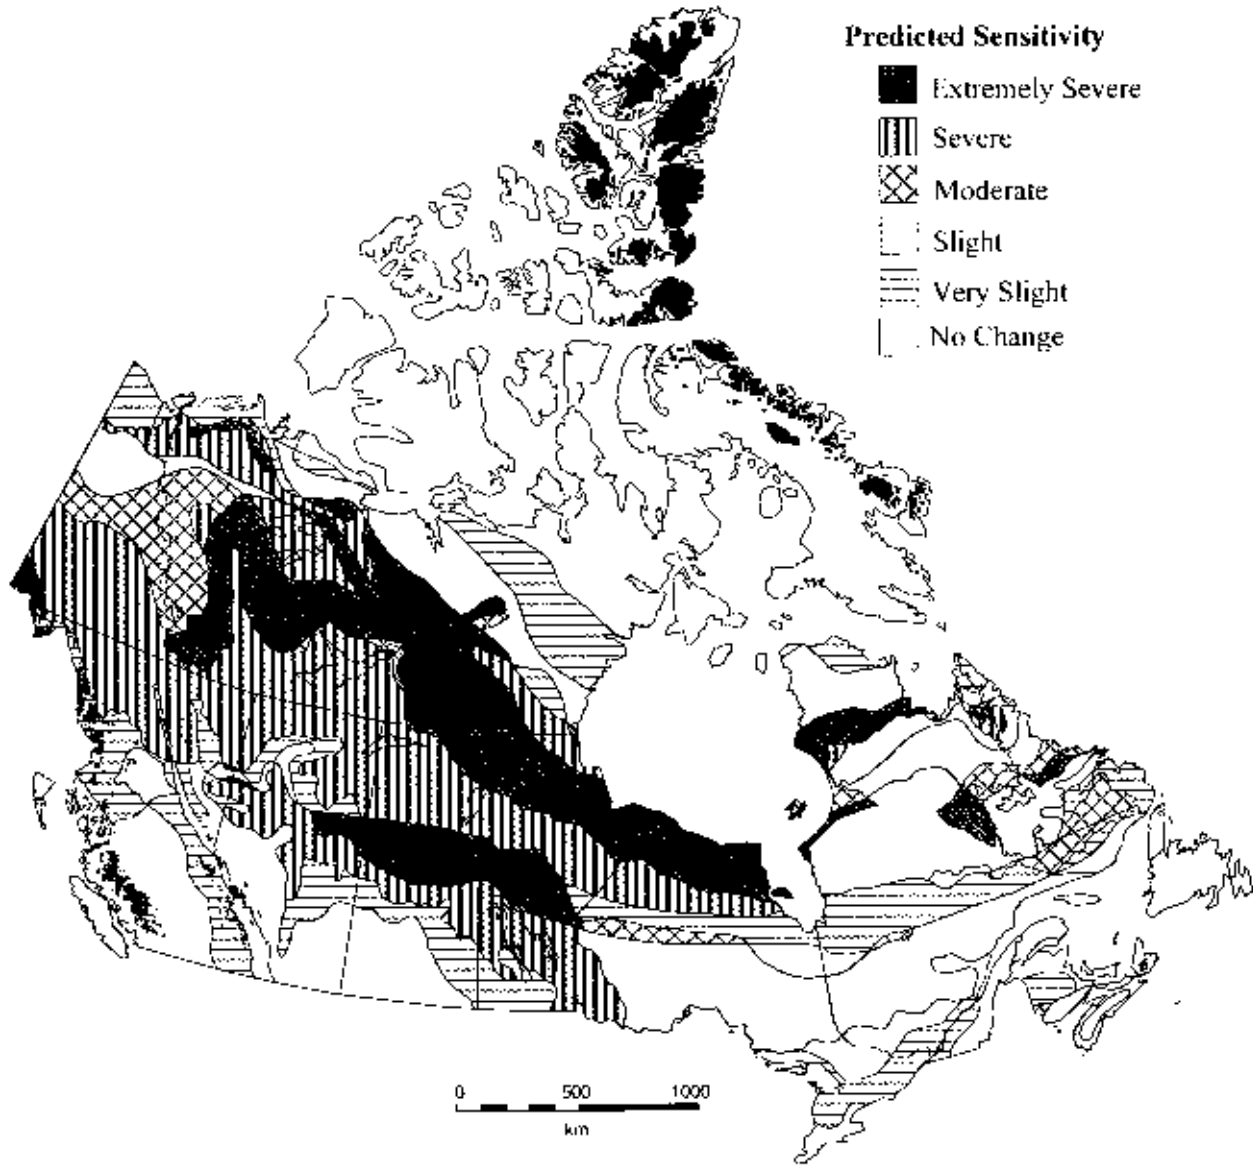 Predicted Sensitivity
Extremely Severe
Severe
Moderate
Slight
Very Slight
No Change
0 500 1000
km